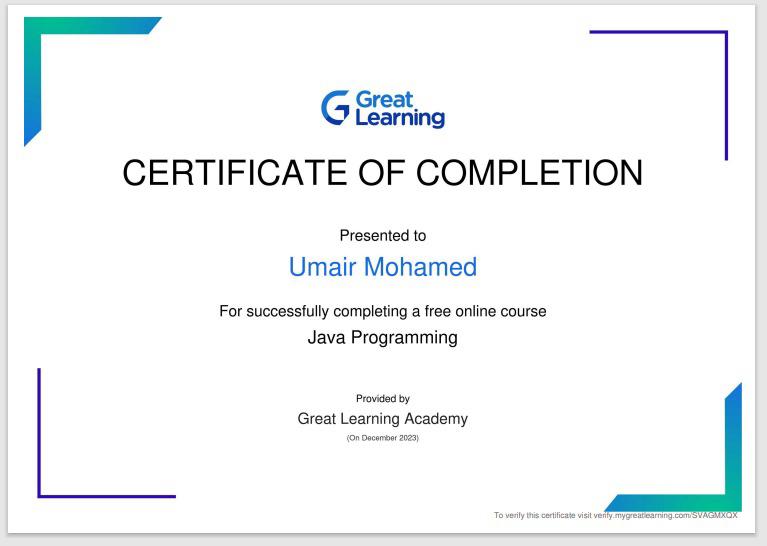 Great
Learning
CERTIFICATE OF COMPLETION
Presented to
Umair Mohamed
For successfully completing a free online course
Java Programming
Provided by
Great Learning Academy
(On December 2023)
To verify this certificate visit verify.mygreatlearning.com/SVAGMXQX